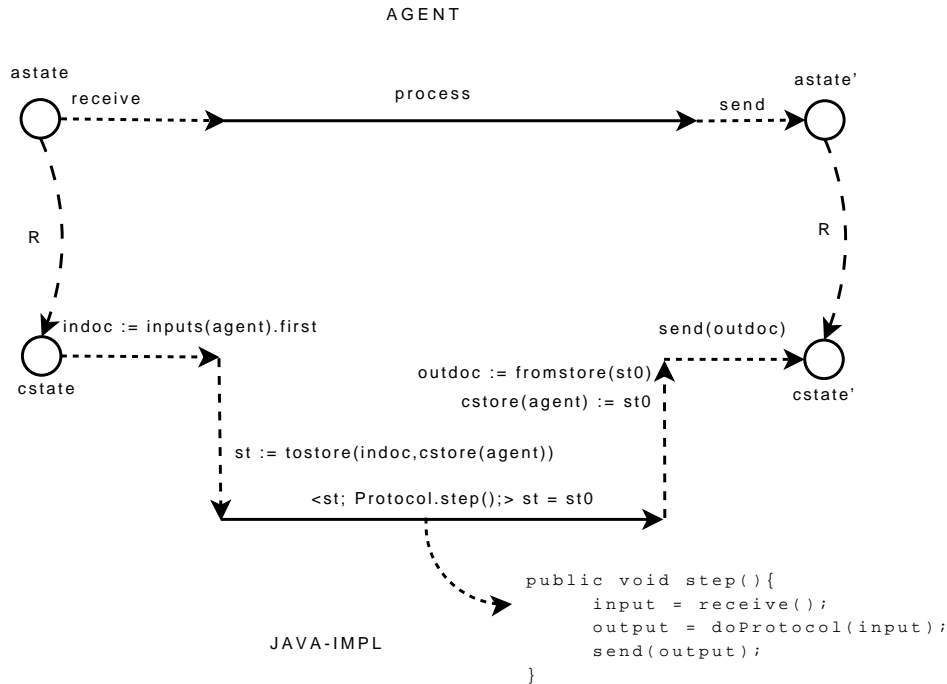 AGENT
astate
astate'
receive
process
send
R
R
indoc := inputs(agent).first
send(outdoc)
cstate
outdoc := fromstore(st0)
cstate'
cstore(agent) := st0
st := tostore(indoc,cstore(agent))
<st; Protocol.step();> st = st0
public void step(){
input = receive();
output = doProtocol(input);
send(output);
}
JAVA-IMPL